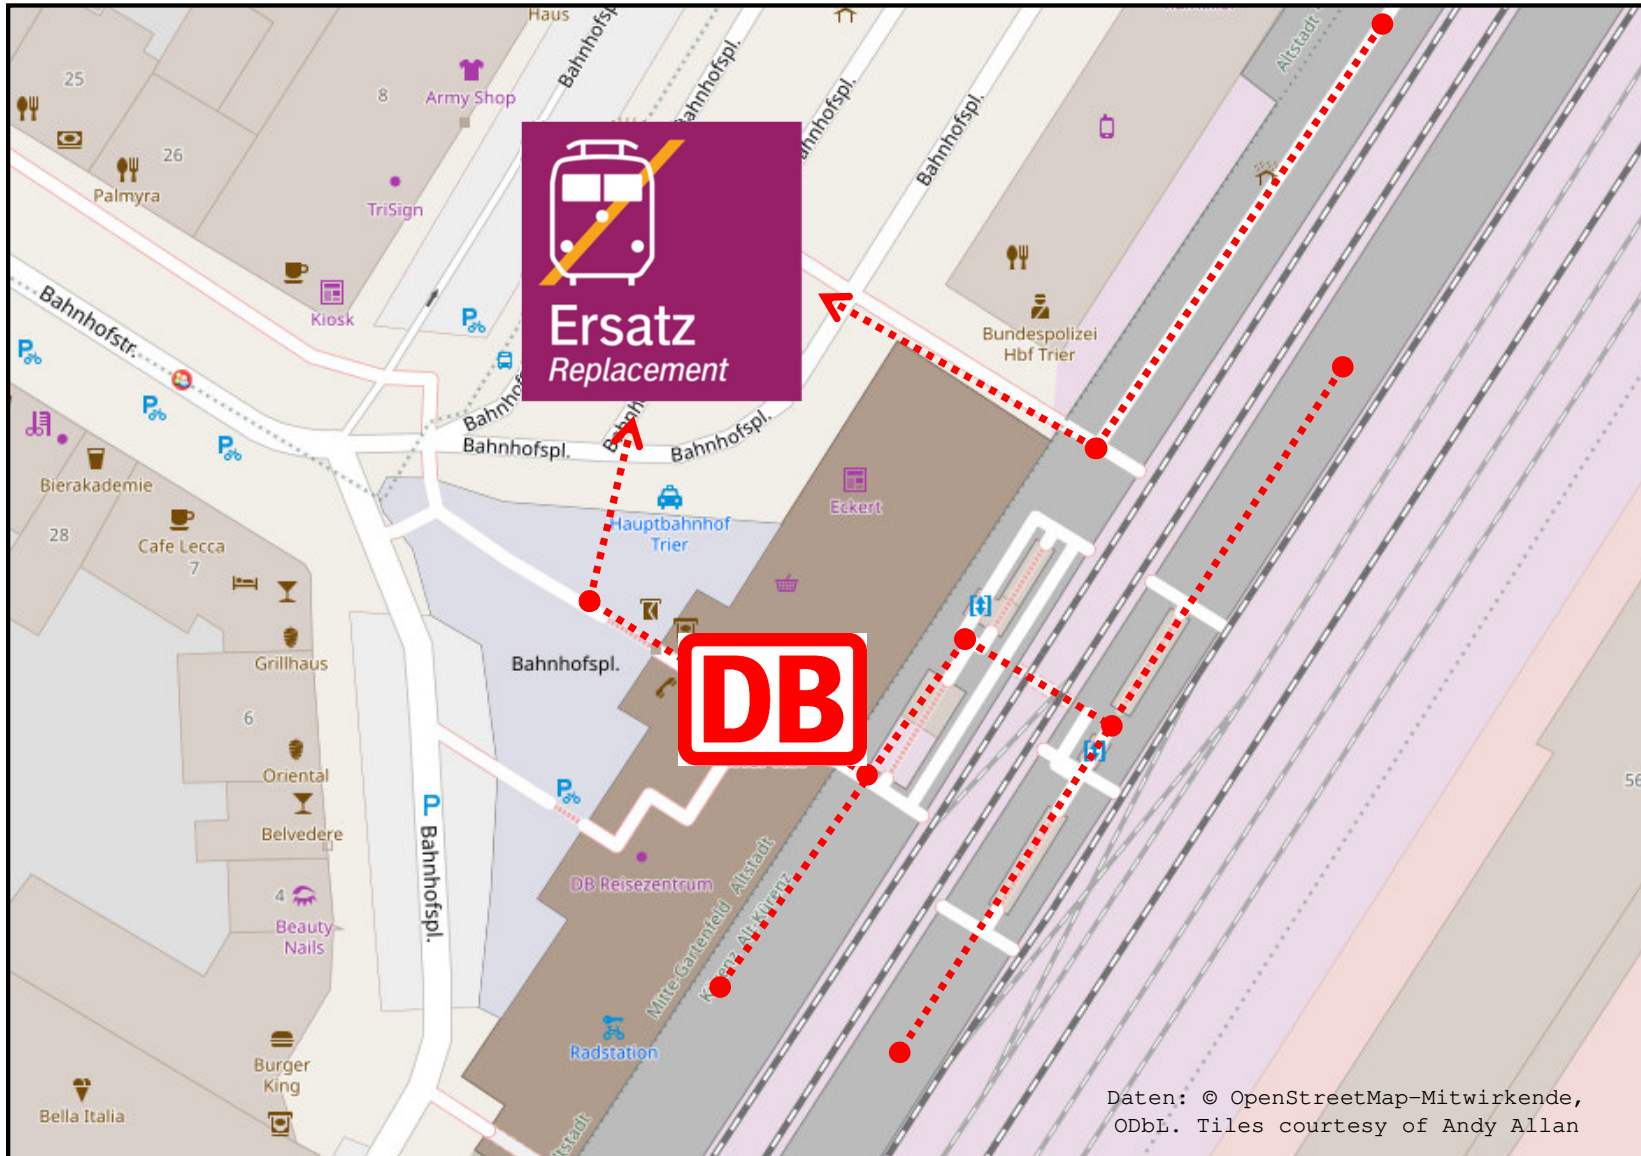 Haus
Bahnhofspl.
Bahnhofspl.
Bahnhofspl.
Altstadt
25
8
Army Shop
26
Palmyra
TriSign
Kiosk
Bahnhofstr.
Ersatz
Replacement
Bundespolizei
Hbf Trier
Bahnhofspl.
Bahnhofspl.
Bierakademie
Eckert
28
Cafe Lecca
7
Hauptbahnhof
Trier
Grillhaus
Bahnhofspl.
DB
6
Oriental
P
Belvedere
Bahnhofspl.
DB Reisezentrum
56
4
Beauty
Nails
Mitte-Gartenfeld
Altstadt
Alt-Kürenz
Radstation
Burger
King
Bella Italia
Daten: © OpenStreetMap-Mitwirkende,
ODbL. Tiles courtesy of Andy Allan